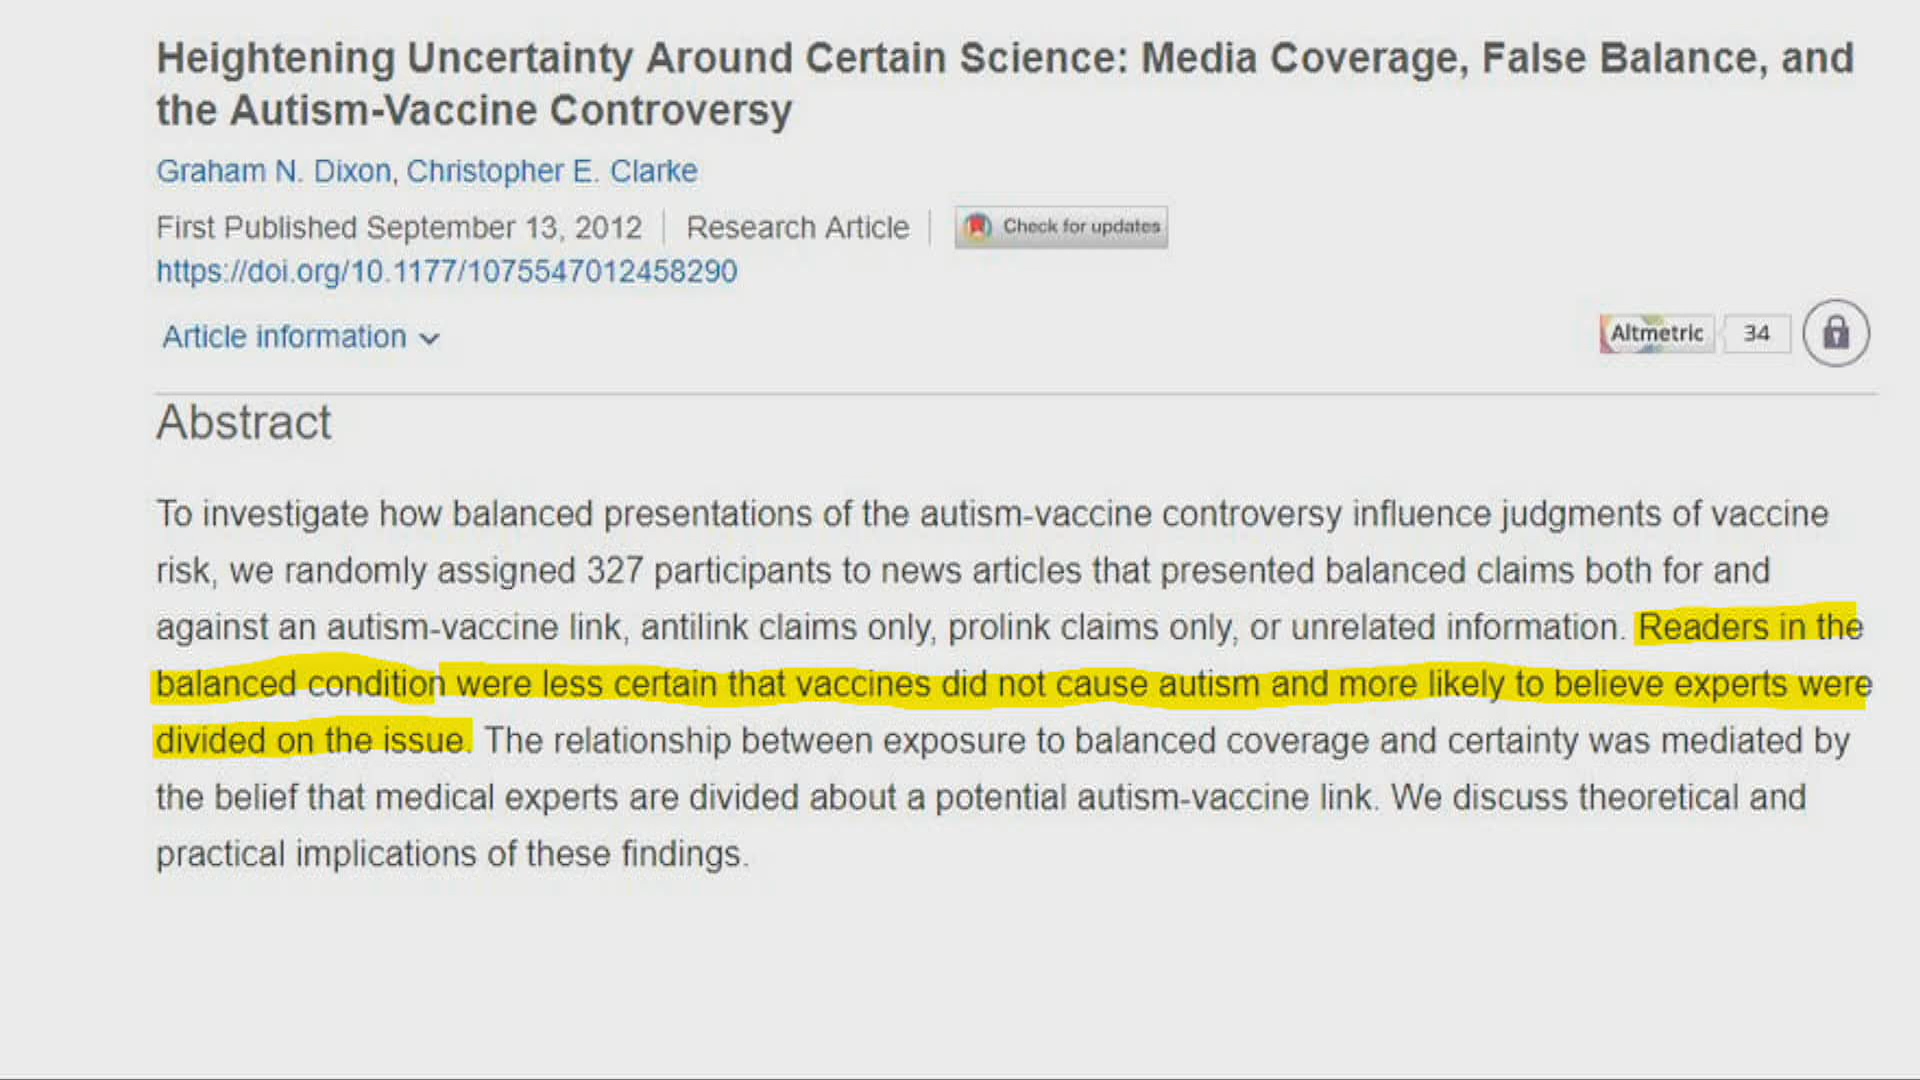 Heightening Uncertainty Around Certain Science: Media Coverage, False Balance, and
the Autism-Vaccine Controversy
Graham N. Dixon, Christopher E. Clarke
First Published September 13, 2012 | Research Article | Check for updates
https://doi.org/10.1177/1075547012458290
Article information
Altmetric 34
Abstract
To investigate how balanced presentations of the autism-vaccine controversy influence judgments of vaccine
risk, we randomly assigned 327 participants to news articles that presented balanced claims both for and
against an autism-vaccine link, antilink claims only, prolink claims only, or unrelated information. Readers in the
balanced condition were less certain that vaccines did not cause autism and more likely to believe experts were
divided on the issue. The relationship between exposure to balanced coverage and certainty was mediated by
the belief that medical experts are divided about a potential autism-vaccine link. We discuss theoretical and
practical implications of these findings.